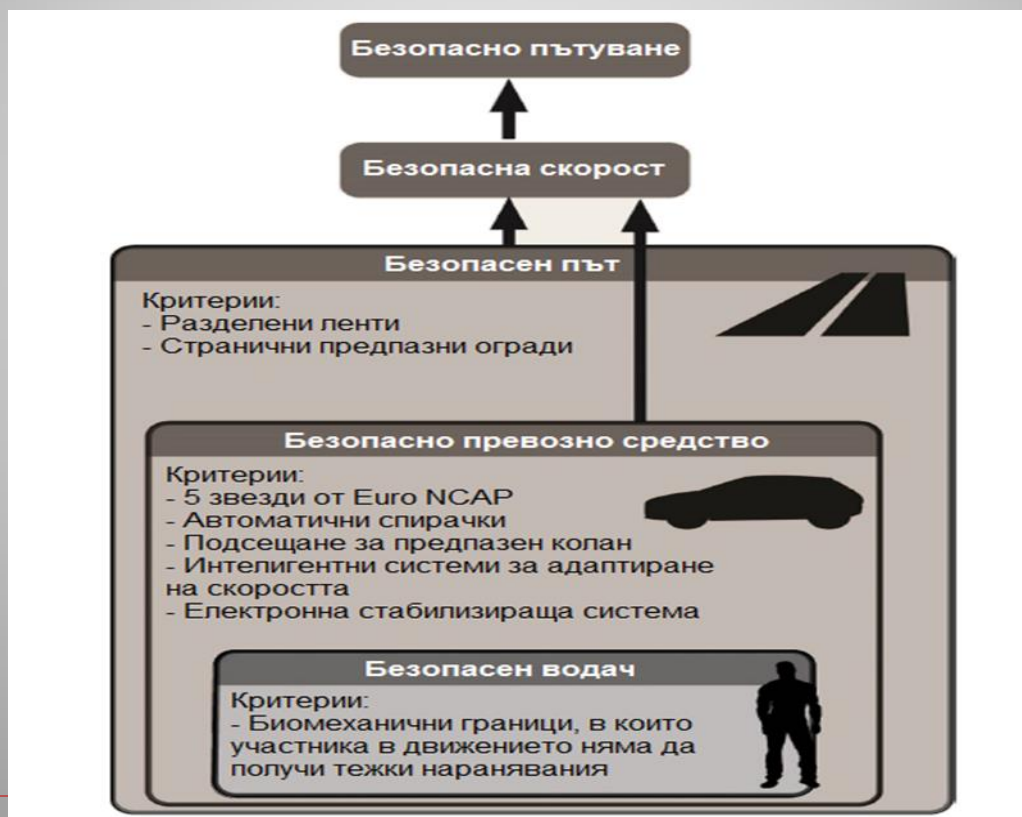 Безопасно пътуване
Безопасна скорост
Безопасен път
Критерии:
- Разделени ленти
- Странични предпазни огради
Безопасно превозно средство
Критерии:
- 5 звезди от Euro NCAP
- Автоматични спирачки
- Подсещане за предпазен колан
- Интелигентни системи за адаптиране
на скоростта
- Електронна стабилизираща система
Безопасен водач
Критерии:
- Биомеханични граници, в които
участника в движението няма да
получи тежки наранявания